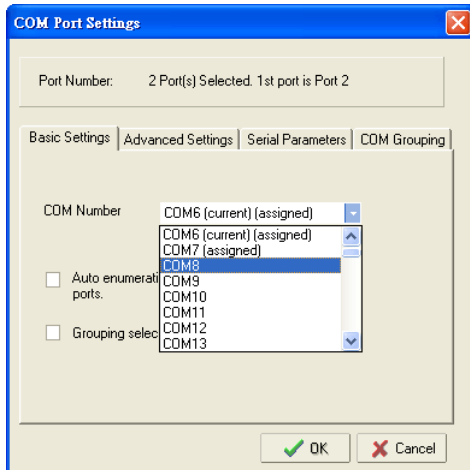 COM Port Settings
Port Number: 2 Port(s) Selected. 1st port is Port 2
Basic Settings Advanced Settings Serial Parameters COM Grouping
COM Number COM6 (current) (assigned)
COM6 (current) (assigned)
COM7 (assigned)
COM8
COM9
COM10
COM11
COM12
COM13
Auto enumerati
ports.
Grouping selec
OK Cancel